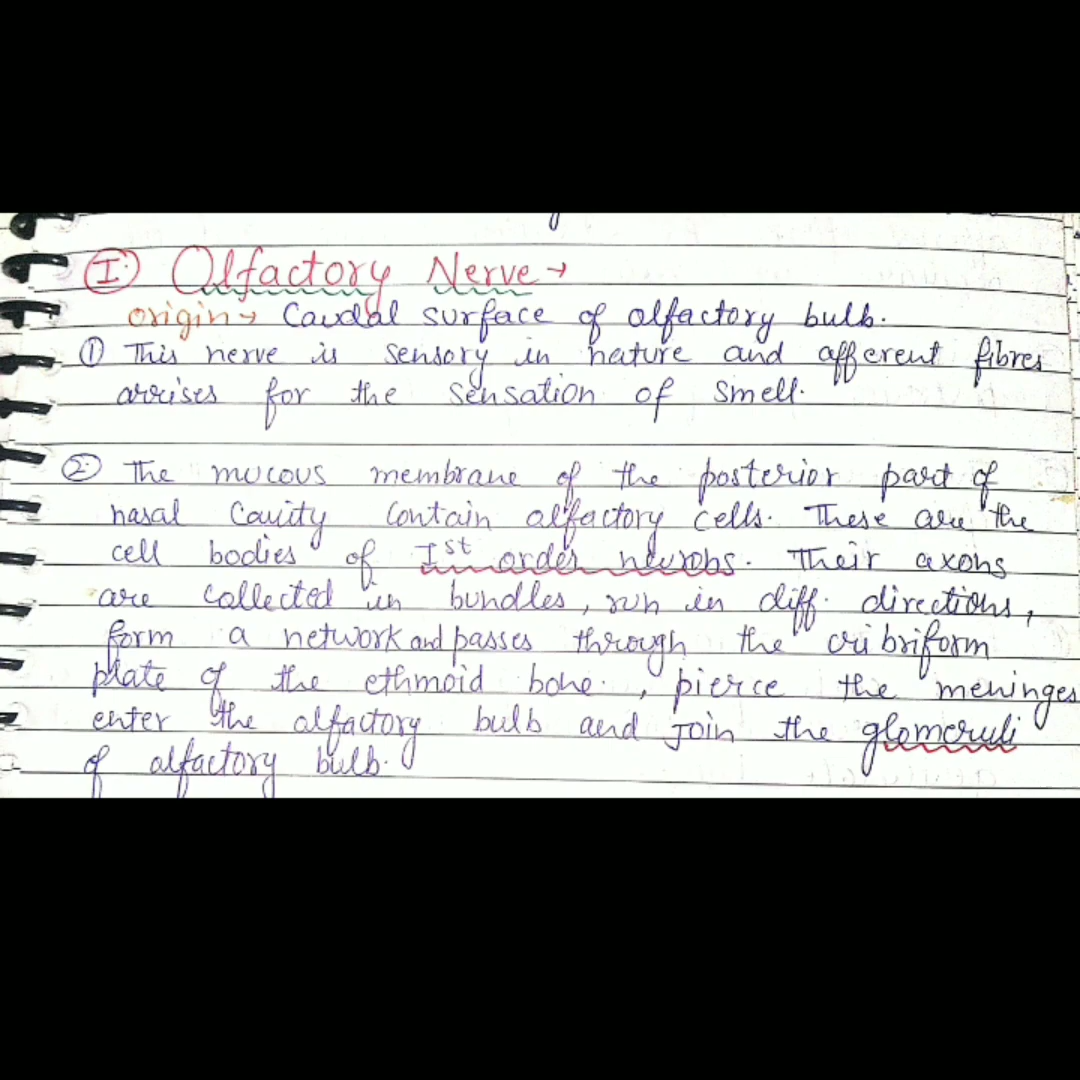 I. Olfactory Nerve →
origin → Caudal surface of olfactory bulb.
① This nerve is sensory in nature and afferent fibres
arrises for the sensation of smell.
② The mucous membrane of the posterior part of
nasal cavity contain olfactory cells. These are the
cell bodies of Ist order neurons. Their axons
are collected in bundles, run in diff. directions,
form a network and passes through the cribriform
plate of the ethmoid bone. , pierce the meninges
enter the olfactory bulb and join the glomeruli
of olfactory bulb.